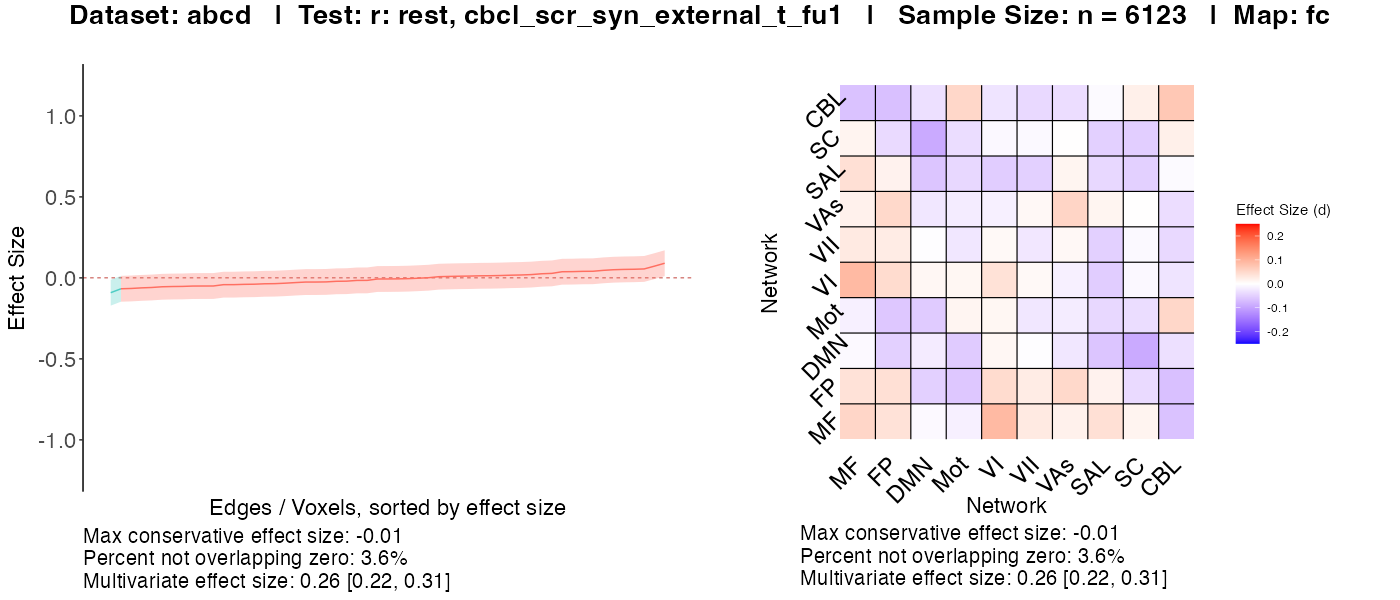 Dataset: abcd | Test: r: rest, cbcl_scr_syn_external_t_fu1 | Sample Size: n = 6123 | Map: fc
Effect Size
1.0
0.5
0.0
-0.5
-1.0
Edges / Voxels, sorted by effect size
Max conservative effect size: -0.01
Percent not overlapping zero: 3.6%
Multivariate effect size: 0.26 [0.22, 0.31]
Network
CBL
SC
SAL
VAs
VII
VI
Mot
DMN
FP
MF
MF FP DMN Mot VI VII VAs SAL SC CBL
Network
Max conservative effect size: -0.01
Percent not overlapping zero: 3.6%
Multivariate effect size: 0.26 [0.22, 0.31]
Effect Size (d)
0.2
0.1
0.0
-0.1
-0.2